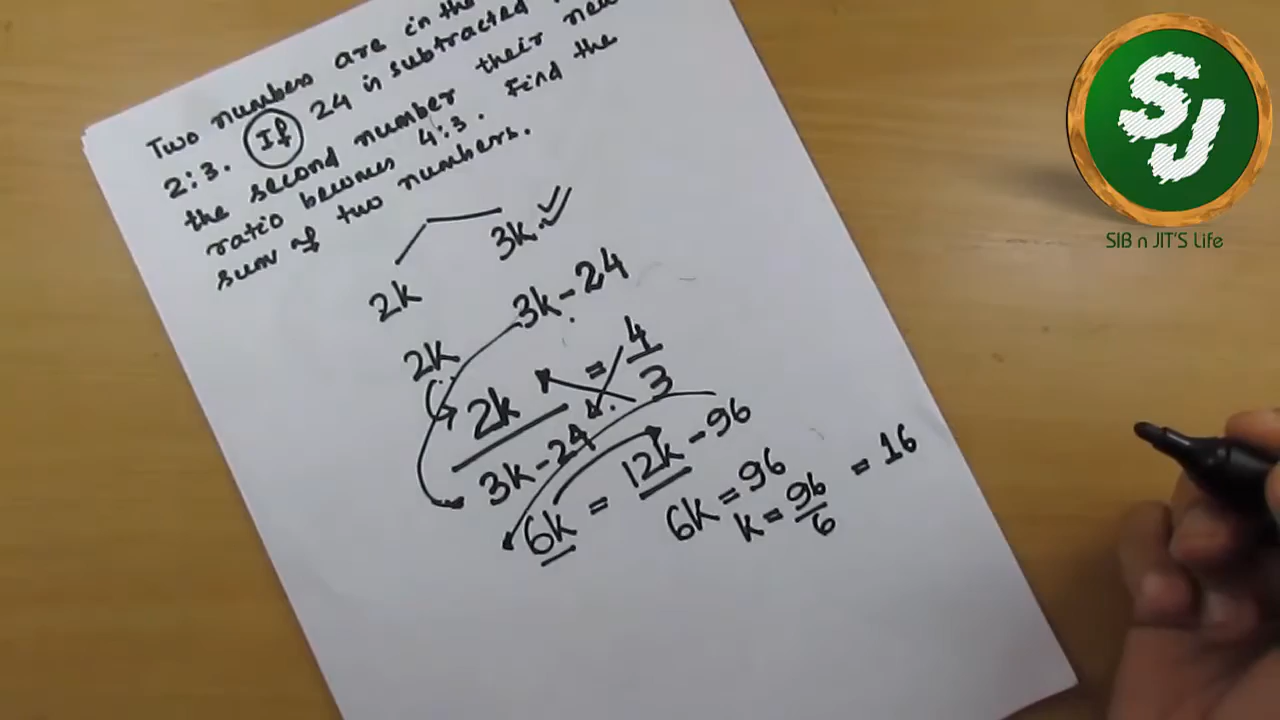 Two numbers are in the
2:3. If 24 is subtracted
the second number their new
ratio becomes 4:3. Find the
sum of two numbers.
2k 3k
2k 3k-24
2k = 4
3k-24 3
6k = 12k - 96
6k = 96
k = 96/6 = 16
SJ
SIB n JIT'S Life